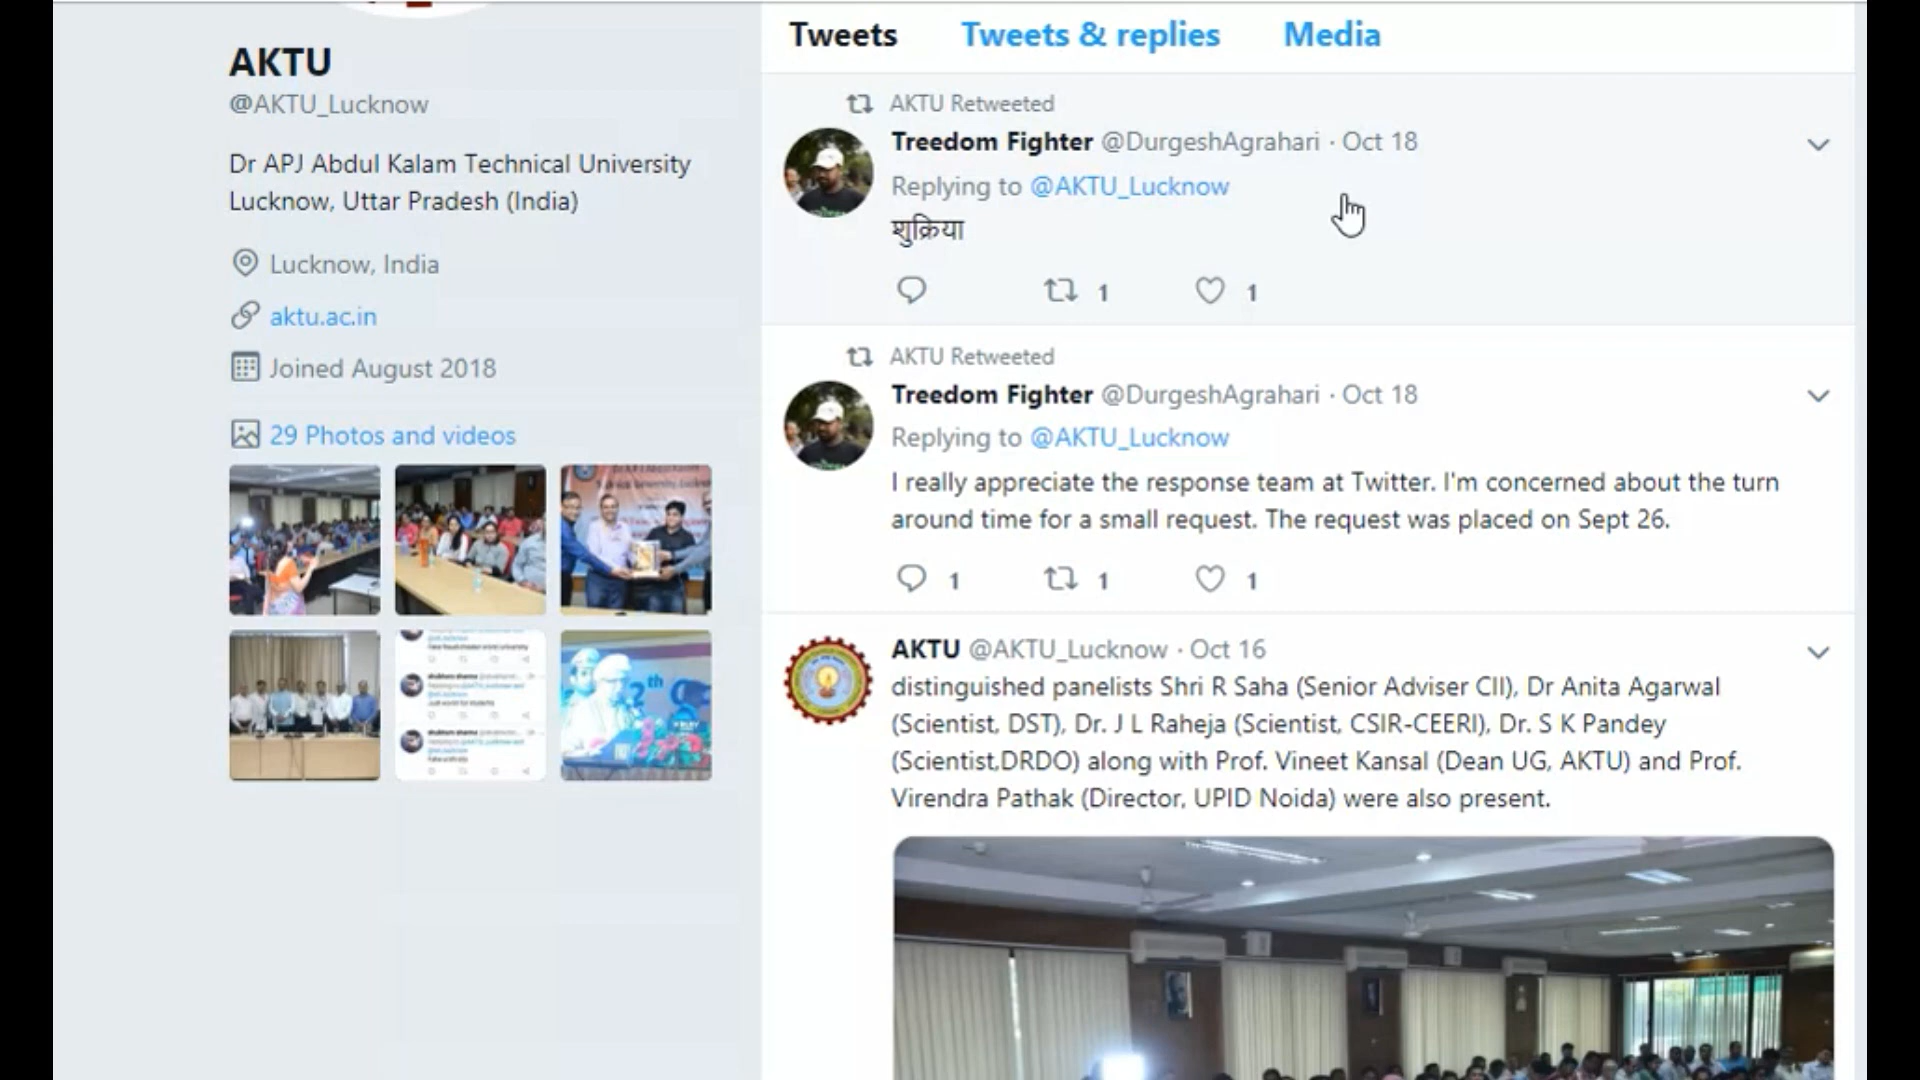 AKTU
@AKTU_Lucknow
Dr APJ Abdul Kalam Technical University
Lucknow, Uttar Pradesh (India)
Lucknow, India
aktu.ac.in
Joined August 2018
29 Photos and videos
Tweets Tweets & replies Media
AKTU Retweeted
Treedom Fighter @DurgeshAgrahari · Oct 18
Replying to @AKTU_Lucknow
शुक्रिया
1 1
AKTU Retweeted
Treedom Fighter @DurgeshAgrahari · Oct 18
Replying to @AKTU_Lucknow
I really appreciate the response team at Twitter. I'm concerned about the turn
around time for a small request. The request was placed on Sept 26.
1 1 1
AKTU @AKTU_Lucknow · Oct 16
distinguished panelists Shri R Saha (Senior Adviser CII), Dr Anita Agarwal
(Scientist, DST), Dr. J L Raheja (Scientist, CSIR-CEERI), Dr. S K Pandey
(Scientist,DRDO) along with Prof. Vineet Kansal (Dean UG, AKTU) and Prof.
Virendra Pathak (Director, UPID Noida) were also present.